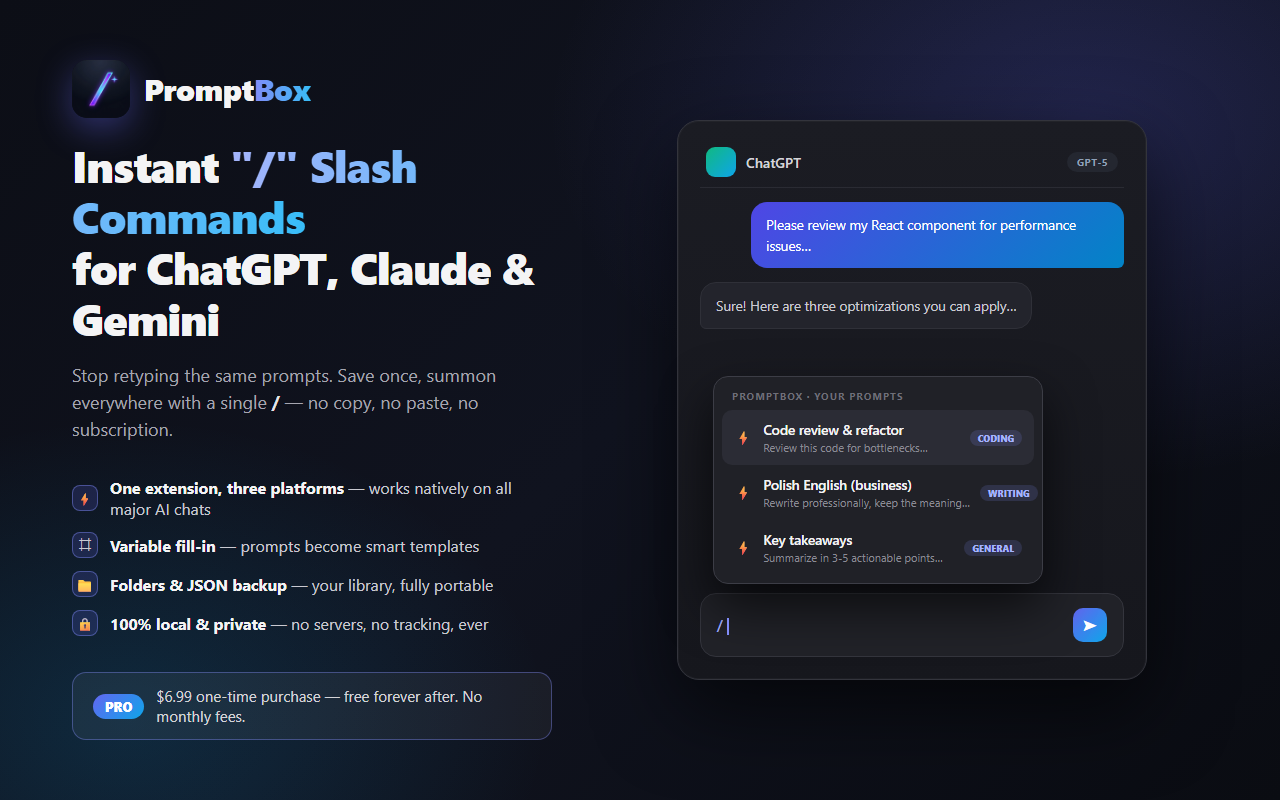 PromptBox
Instant "/" Slash
Commands
for ChatGPT, Claude &
Gemini
Stop retyping the same prompts. Save once, summon
everywhere with a single / — no copy, no paste, no
subscription.
One extension, three platforms — works natively on all
major AI chats
Variable fill-in — prompts become smart templates
Folders & JSON backup — your library, fully portable
100% local & private — no servers, no tracking, ever
PRO
$6.99 one-time purchase — free forever after. No
monthly fees.
ChatGPT
GPT-5
Please review my React component for performance
issues...
Sure! Here are three optimizations you can apply...
PROMPTBOX · YOUR PROMPTS
Code review & refactor
Review this code for bottlenecks...
CODING
Polish English (business)
Rewrite professionally, keep the meaning...
WRITING
Key takeaways
Summarize in 3-5 actionable points...
GENERAL
/